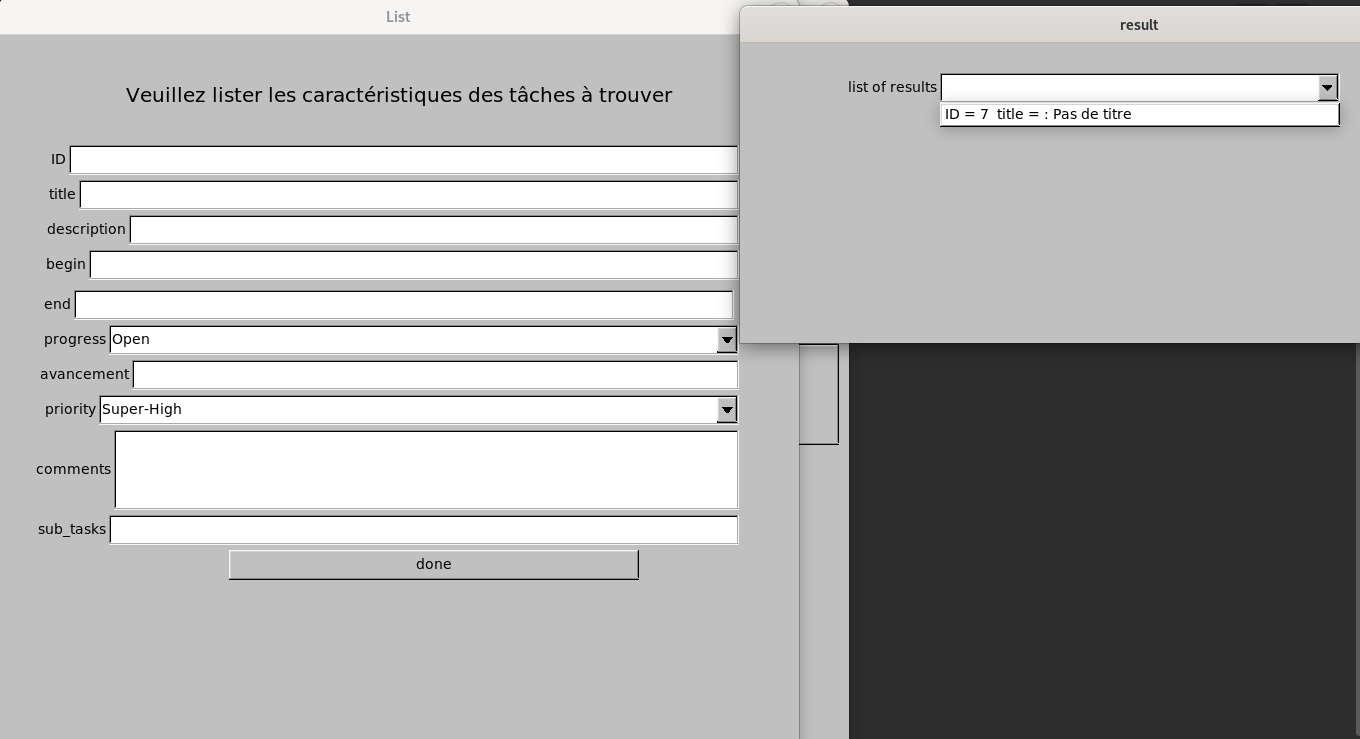 List
Veuillez lister les caractéristiques des tâches à trouver
ID
title
description
begin
end
progress Open
avancement
priority Super-High
comments
sub_tasks
done
result
list of results
ID = 7  title = : Pas de titre